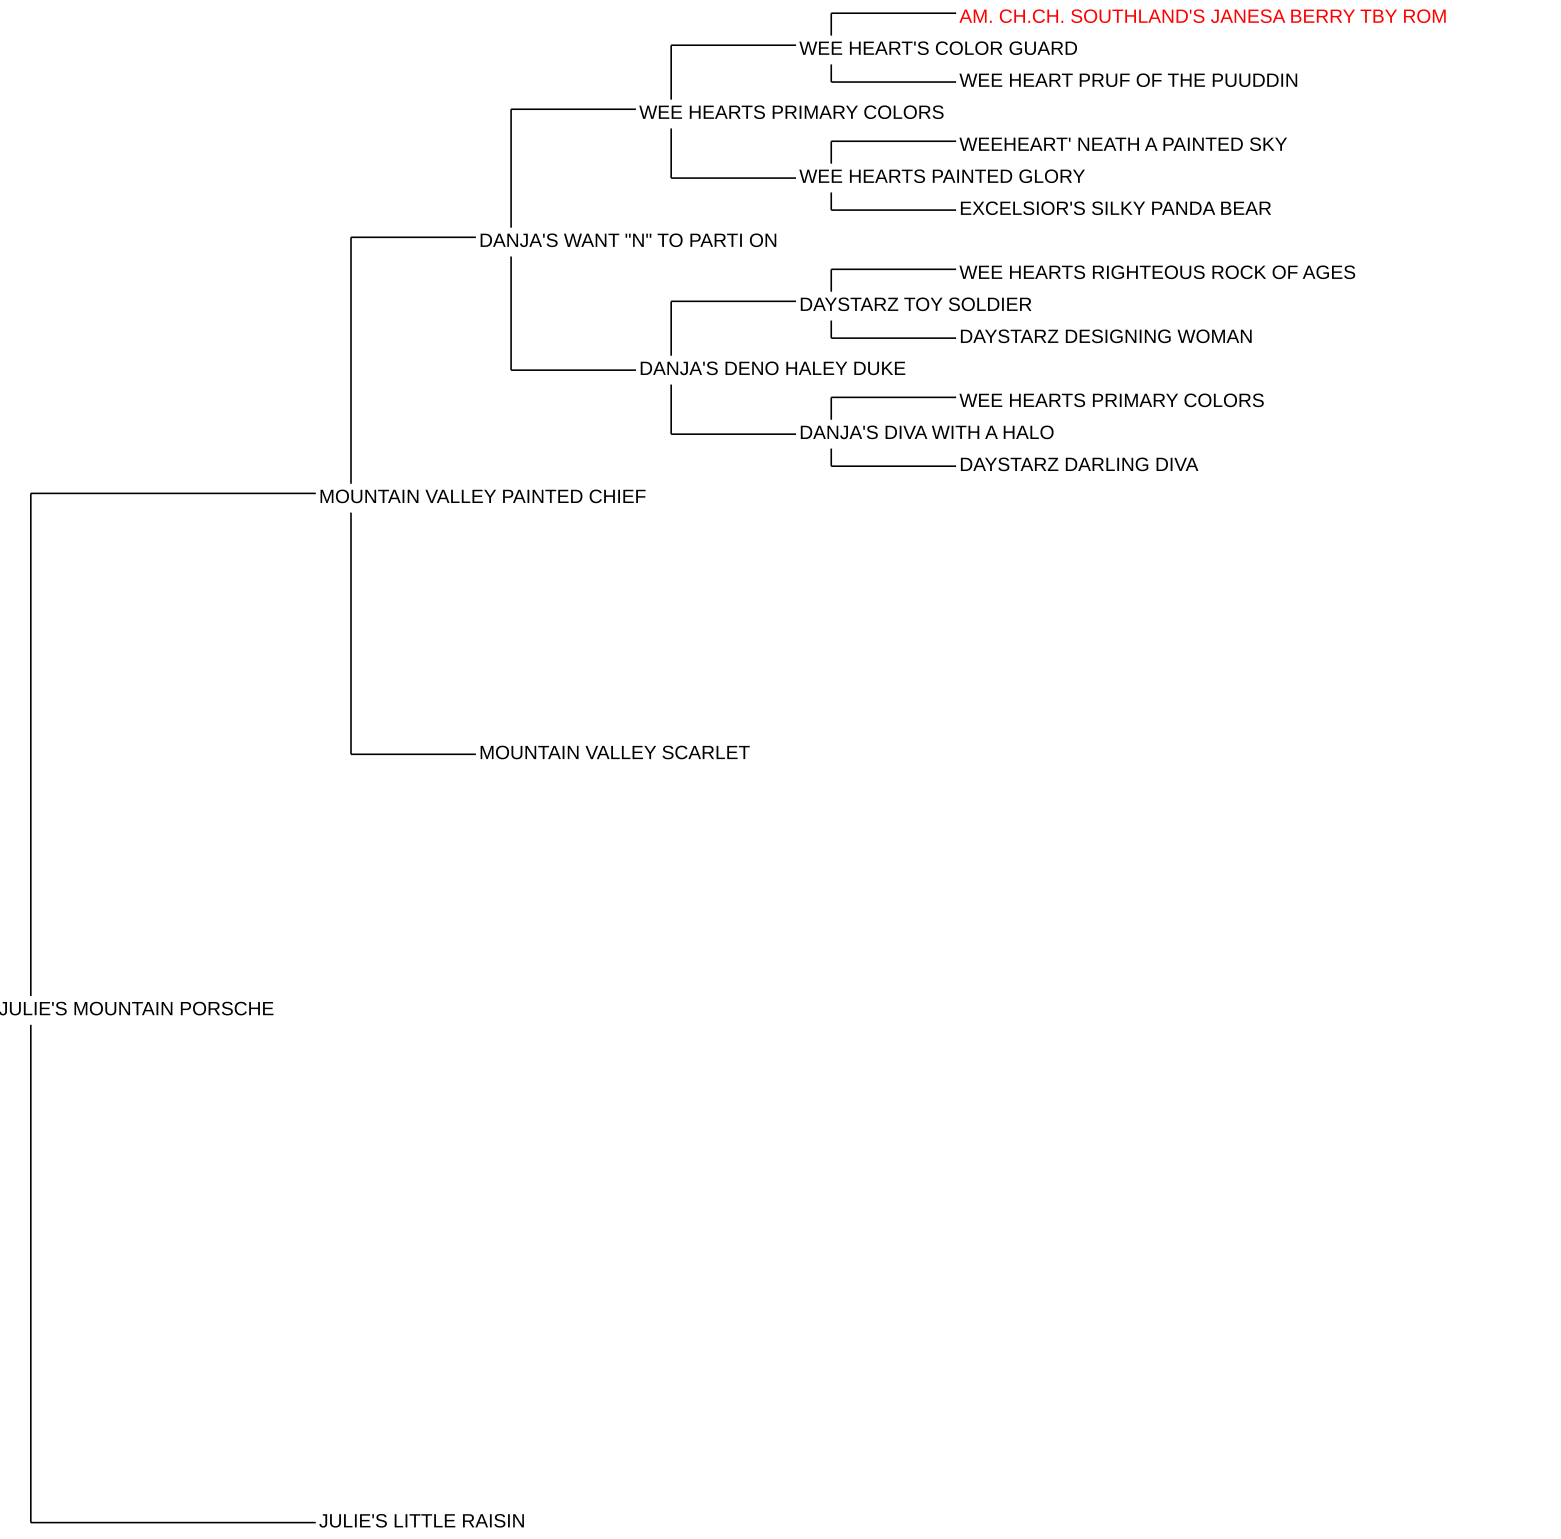 AM. CH.CH. SOUTHLAND'S JANESA BERRY TBY ROM
WEE HEART'S COLOR GUARD
WEE HEART PRUF OF THE PUUDDIN
WEE HEARTS PRIMARY COLORS
WEEHEART' NEATH A PAINTED SKY
WEE HEARTS PAINTED GLORY
EXCELSIOR'S SILKY PANDA BEAR
DANJA'S WANT "N" TO PARTI ON
WEE HEARTS RIGHTEOUS ROCK OF AGES
DAYSTARZ TOY SOLDIER
DAYSTARZ DESIGNING WOMAN
DANJA'S DENO HALEY DUKE
WEE HEARTS PRIMARY COLORS
DANJA'S DIVA WITH A HALO
DAYSTARZ DARLING DIVA
MOUNTAIN VALLEY PAINTED CHIEF
MOUNTAIN VALLEY SCARLET
JULIE'S MOUNTAIN PORSCHE
JULIE'S LITTLE RAISIN